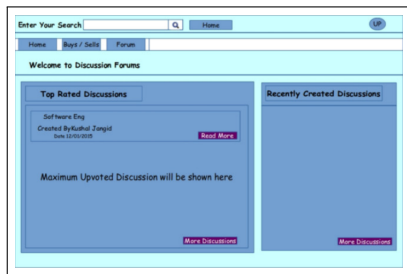 Enter Your Search Home UP
Home Buys / Sells Forum
Welcome to Discussion Forums
Top Rated Discussions
Recently Created Discussions
Software Eng
Created ByKushal Jangid
Date:12/03/2015
Read More
Maximum Upvoted Discussion will be shown here
More Discussions
More Discussions